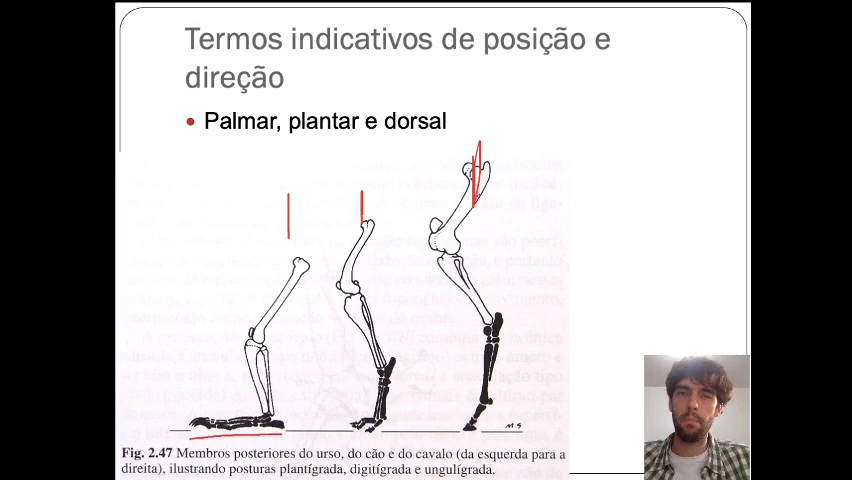 Termos indicativos de posição e
direção
• Palmar, plantar e dorsal
M.S
Fig. 2.47 Membros posteriores do urso, do cão e do cavalo (da esquerda para a
direita), ilustrando posturas plantígrada, digitígrada e ungulígrada.